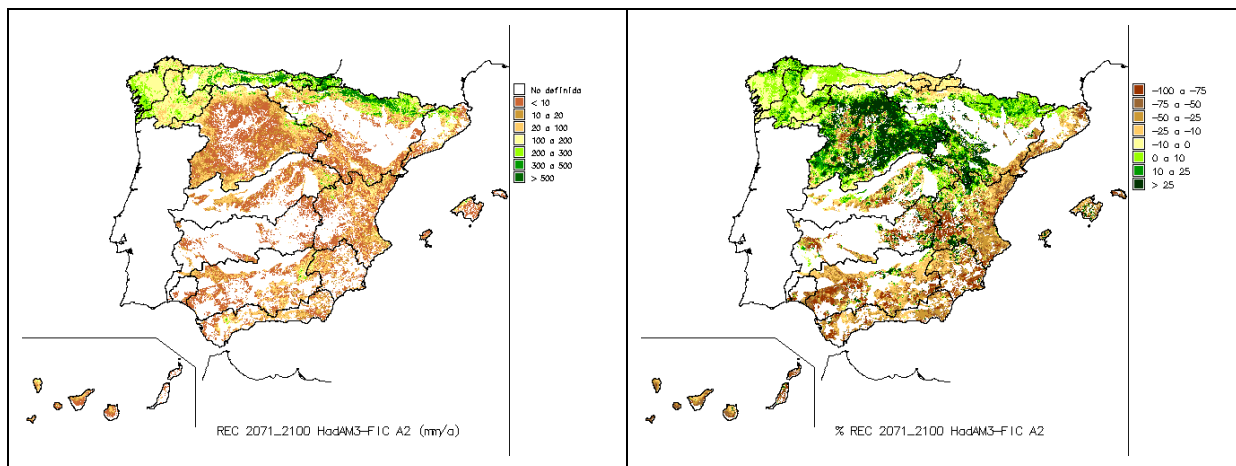 No definida
< 10
10 a 20
20 a 100
100 a 200
200 a 300
300 a 500
> 500
REC 2071_2100 HadAM3-FIC A2 (mm/a)
-100 a -75
-75 a -50
-50 a -25
-25 a -10
-10 a 0
0 a 10
10 a 25
> 25
% REC 2071_2100 HadAM3-FIC A2